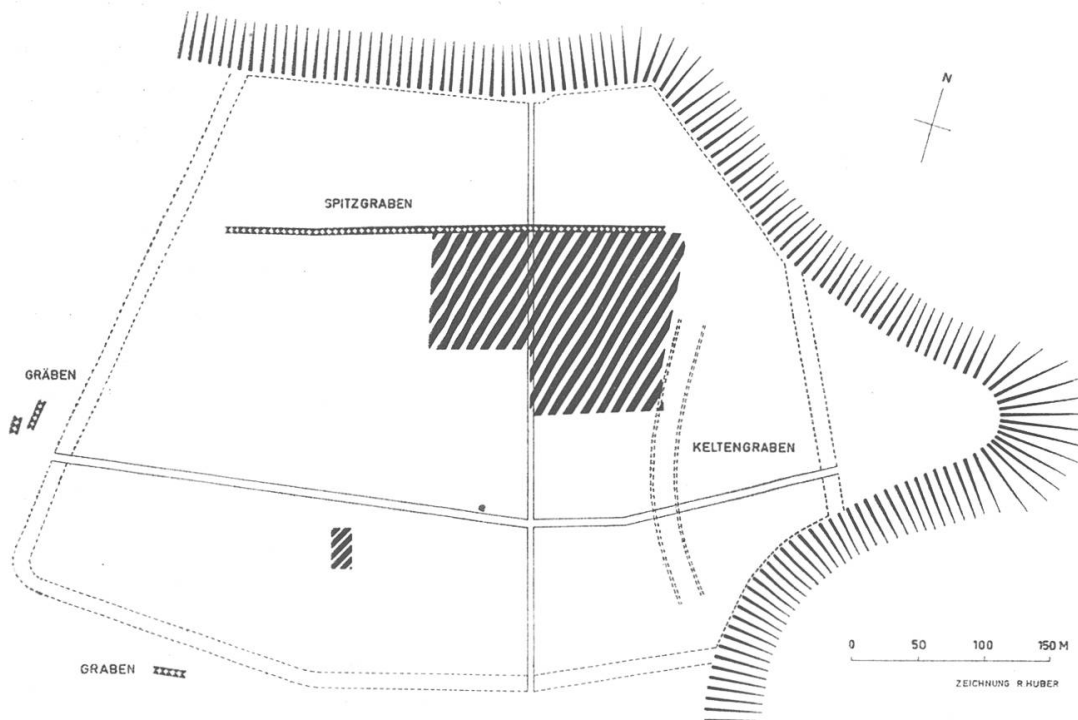 N
SPITZGRABEN
GRÄBEN
KELTENGRABEN
GRABEN
0 50 100 150 M
ZEICHNUNG R.HUBER